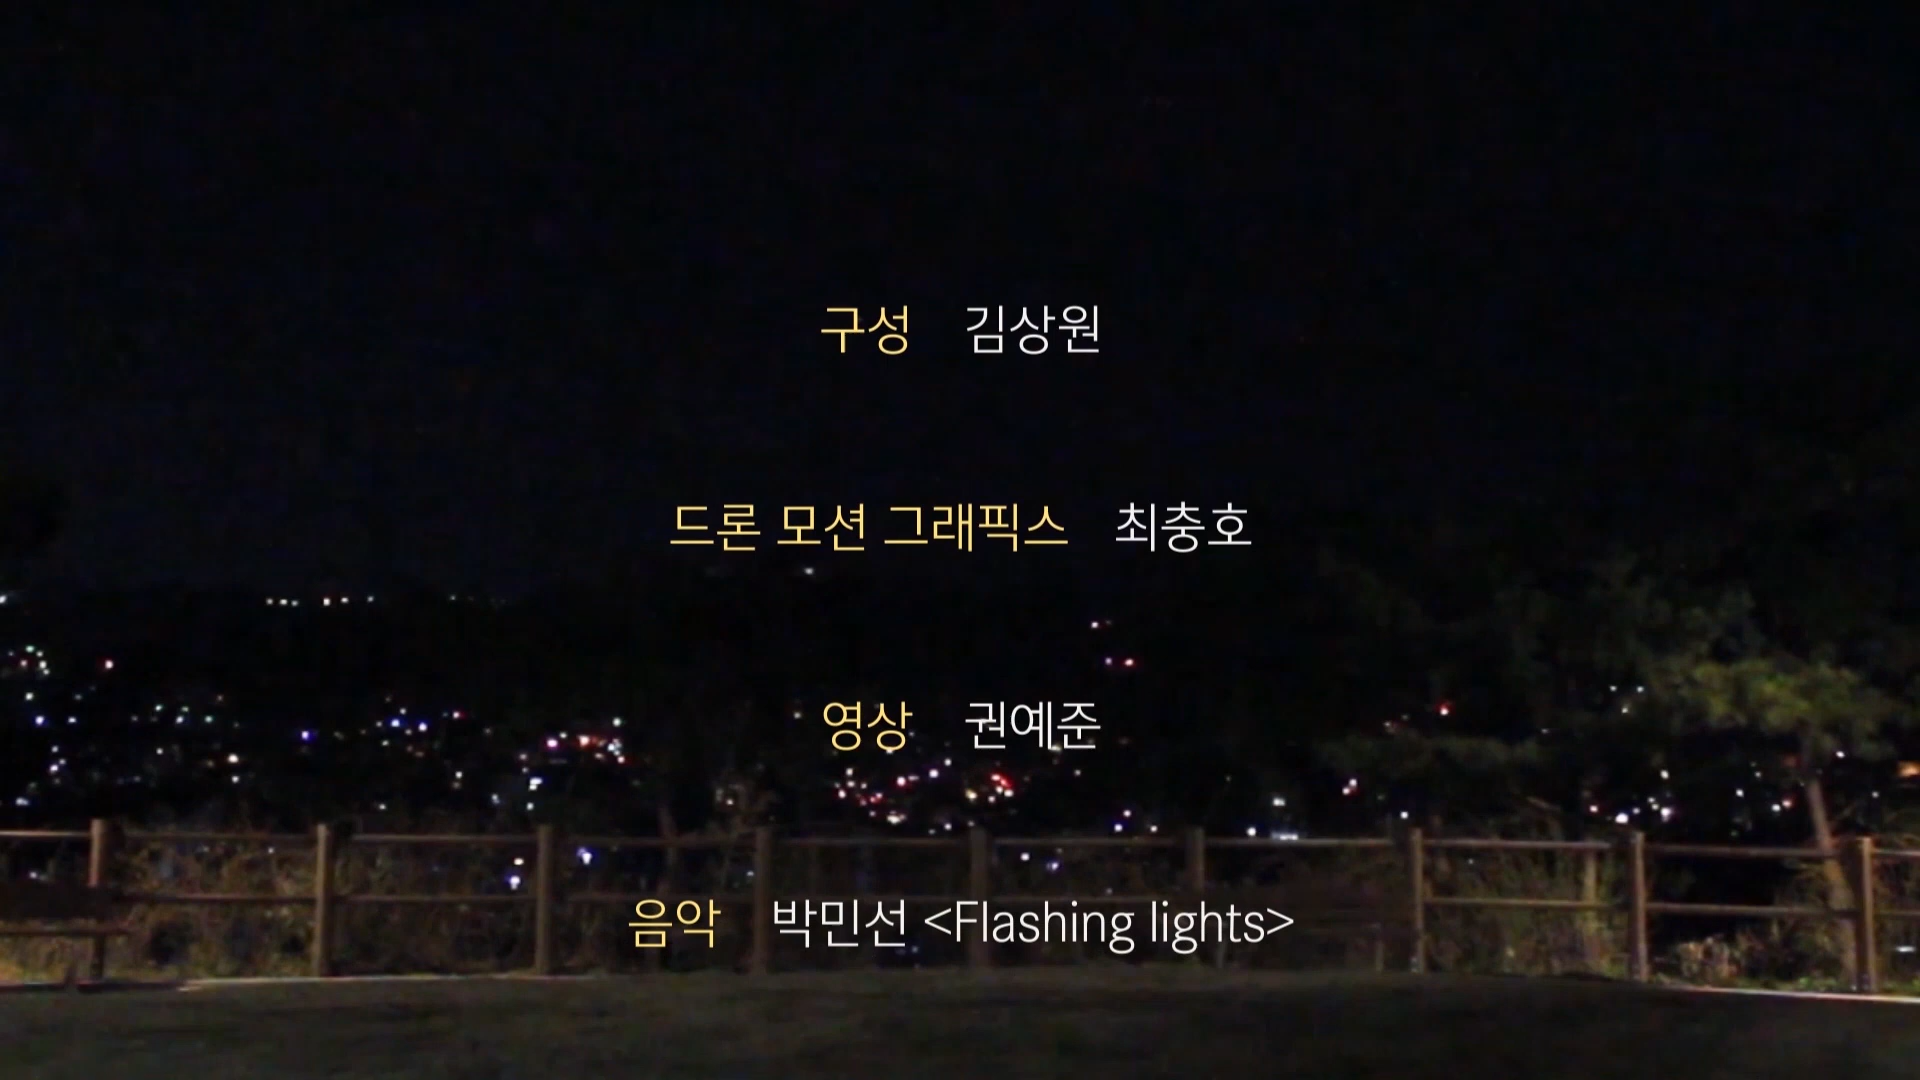 구성 김상원
드론 모션 그래픽스 최충호
영상 권예준
음악 박민선 <Flashing lights>